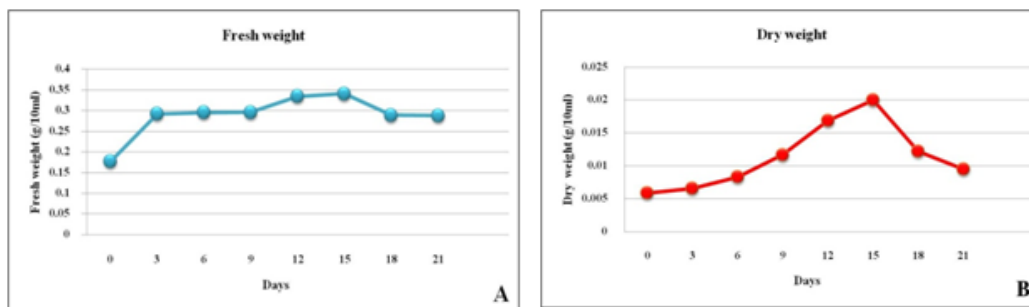 Fresh weight
Fresh weight (g/10ml)
0.4
0.35
0.3
0.25
0.2
0.15
0.1
0.05
0
0 3 6 9 12 15 18 21
Days
A
Dry weight
Dry weight (g/10ml)
0.025
0.02
0.015
0.01
0.005
0
0 3 6 9 12 15 18 21
Days
B